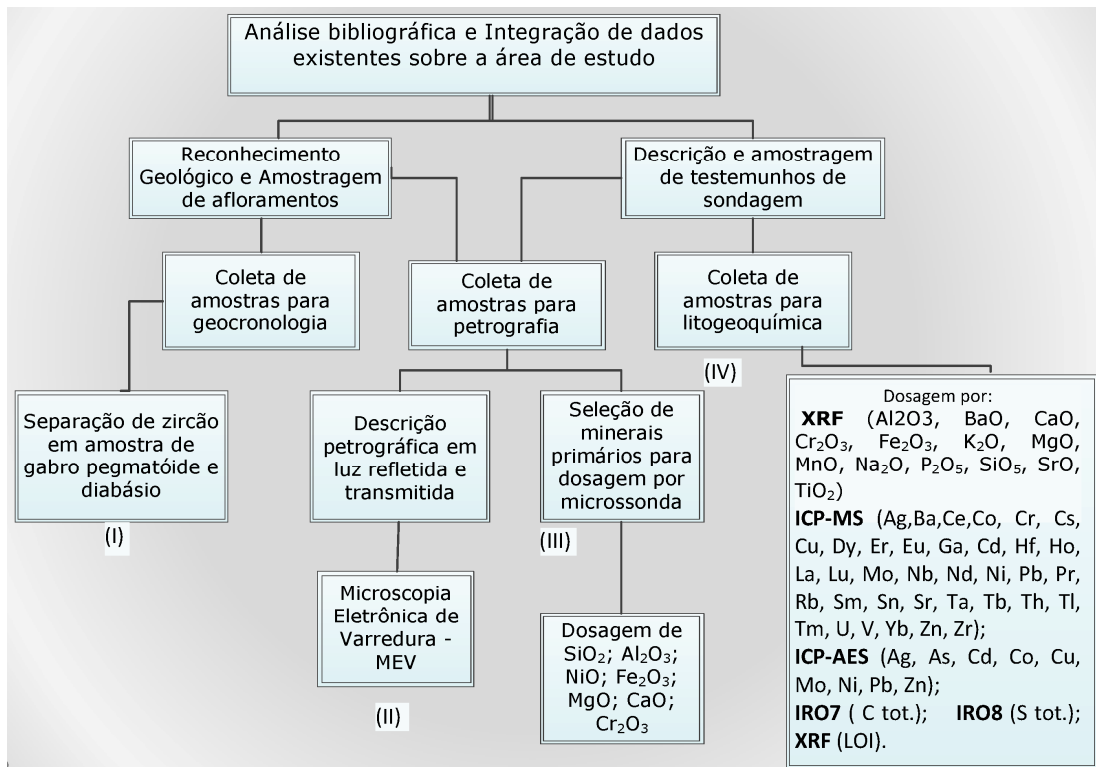 Análise bibliográfica e Integração de dados
existentes sobre a área de estudo
Reconhecimento
Geológico e Amostragem
de afloramentos
Descrição e amostragem
de testemunhos de
sondagem
Coleta de
amostras para
geocronologia
Coleta de
amostras para
petrografia
Coleta de
amostras para
litogeoquímica
(IV)
Separação de zircão
em amostra de
gabro pegmatóide e
diabásio
(I)
Descrição
petrográfica em
luz refletida e
transmitida
Seleção de
minerais
primários para
dosagem por
microssonda
(III)
Microscopia
Eletrônica de
Varredura -
MEV
(II)
Dosagem de
SiO₂; Al₂O₃;
NiO; Fe₂O₃;
MgO; CaO;
Cr₂O₃
Dosagem por:
XRF (Al2O3, BaO, CaO,
Cr₂O₃, Fe₂O₃, K₂O, MgO,
MnO, Na₂O, P₂O₅, SiO₅, SrO,
TiO₂)
ICP-MS (Ag,Ba,Ce,Co, Cr, Cs,
Cu, Dy, Er, Eu, Ga, Cd, Hf, Ho,
La, Lu, Mo, Nb, Nd, Ni, Pb, Pr,
Rb, Sm, Sn, Sr, Ta, Tb, Th, Tl,
Tm, U, V, Yb, Zn, Zr);
ICP-AES (Ag, As, Cd, Co, Cu,
Mo, Ni, Pb, Zn);
IRO7 ( C tot.); IRO8 (S tot.);
XRF (LOI).